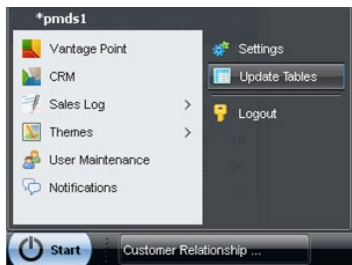 *pmds1
Vantage Point
CRM
Sales Log
Themes
User Maintenance
Notifications
Settings
Update Tables
Logout
Start
Customer Relationship ...